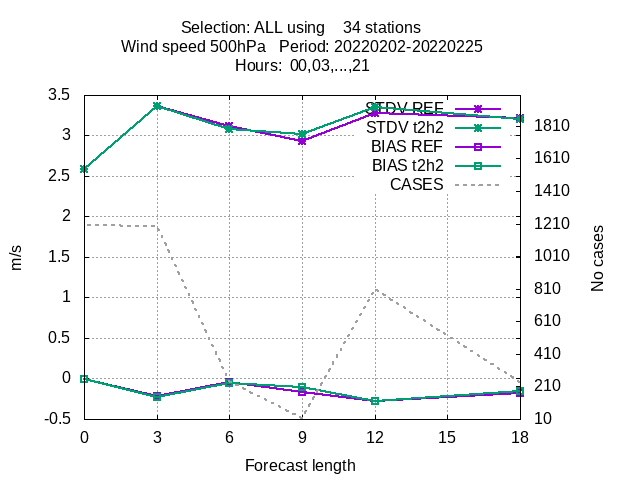 Selection: ALL using 34 stations
Wind speed 500hPa Period: 20220202-20220225
Hours: 00,03,...,21
3.5
3
2.5
2
1.5
1
0.5
0
-0.5
m/s
STDV REF
STDV t2h2
BIAS REF
BIAS t2h2
CASES
1810
1610
1410
1210
1010
810
610
410
210
10
No cases
0 3 6 9 12 15 18
Forecast length